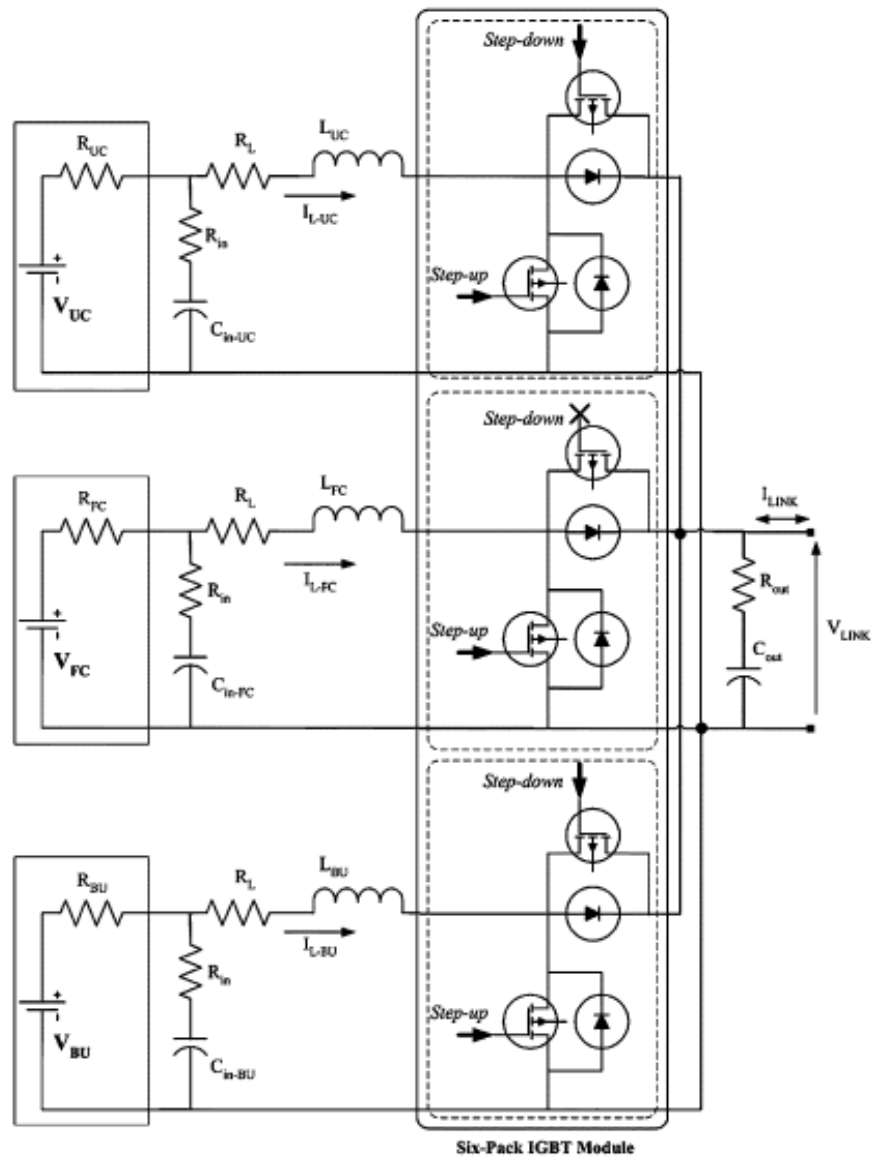 Step-down
R_UC
R_L
L_UC
I_L-UC
R_in
Step-up
+
-
V_UC
C_in-UC
Step-down
R_FC
R_L
L_FC
I_LINK
I_L-FC
R_in
R_out
Step-up
V_LINK
+
-
V_FC
C_in-FC
C_out
Step-down
R_BU
R_L
L_BU
I_L-BU
R_in
Step-up
+
-
V_BU
C_in-BU
Six-Pack IGBT Module